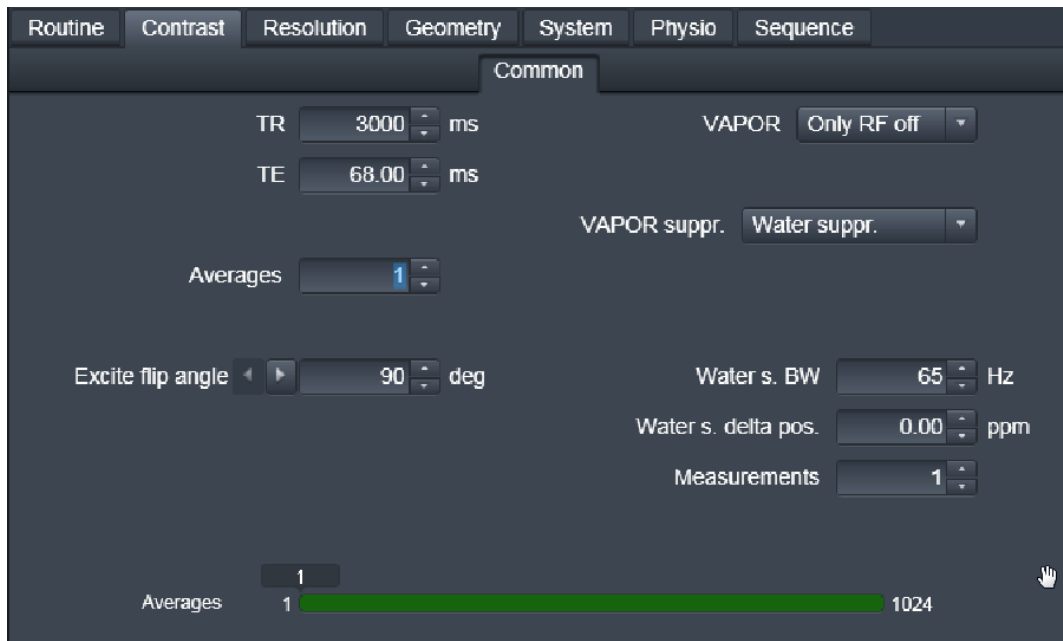 Routine Contrast Resolution Geometry System Physio Sequence
Common
TR 3000 ms VAPOR Only RF off
TE 68.00 ms
VAPOR suppr. Water suppr.
Averages 1
Excite flip angle 90 deg Water s. BW 65 Hz
Water s. delta pos. 0.00 ppm
Measurements 1
1
Averages 1 1024